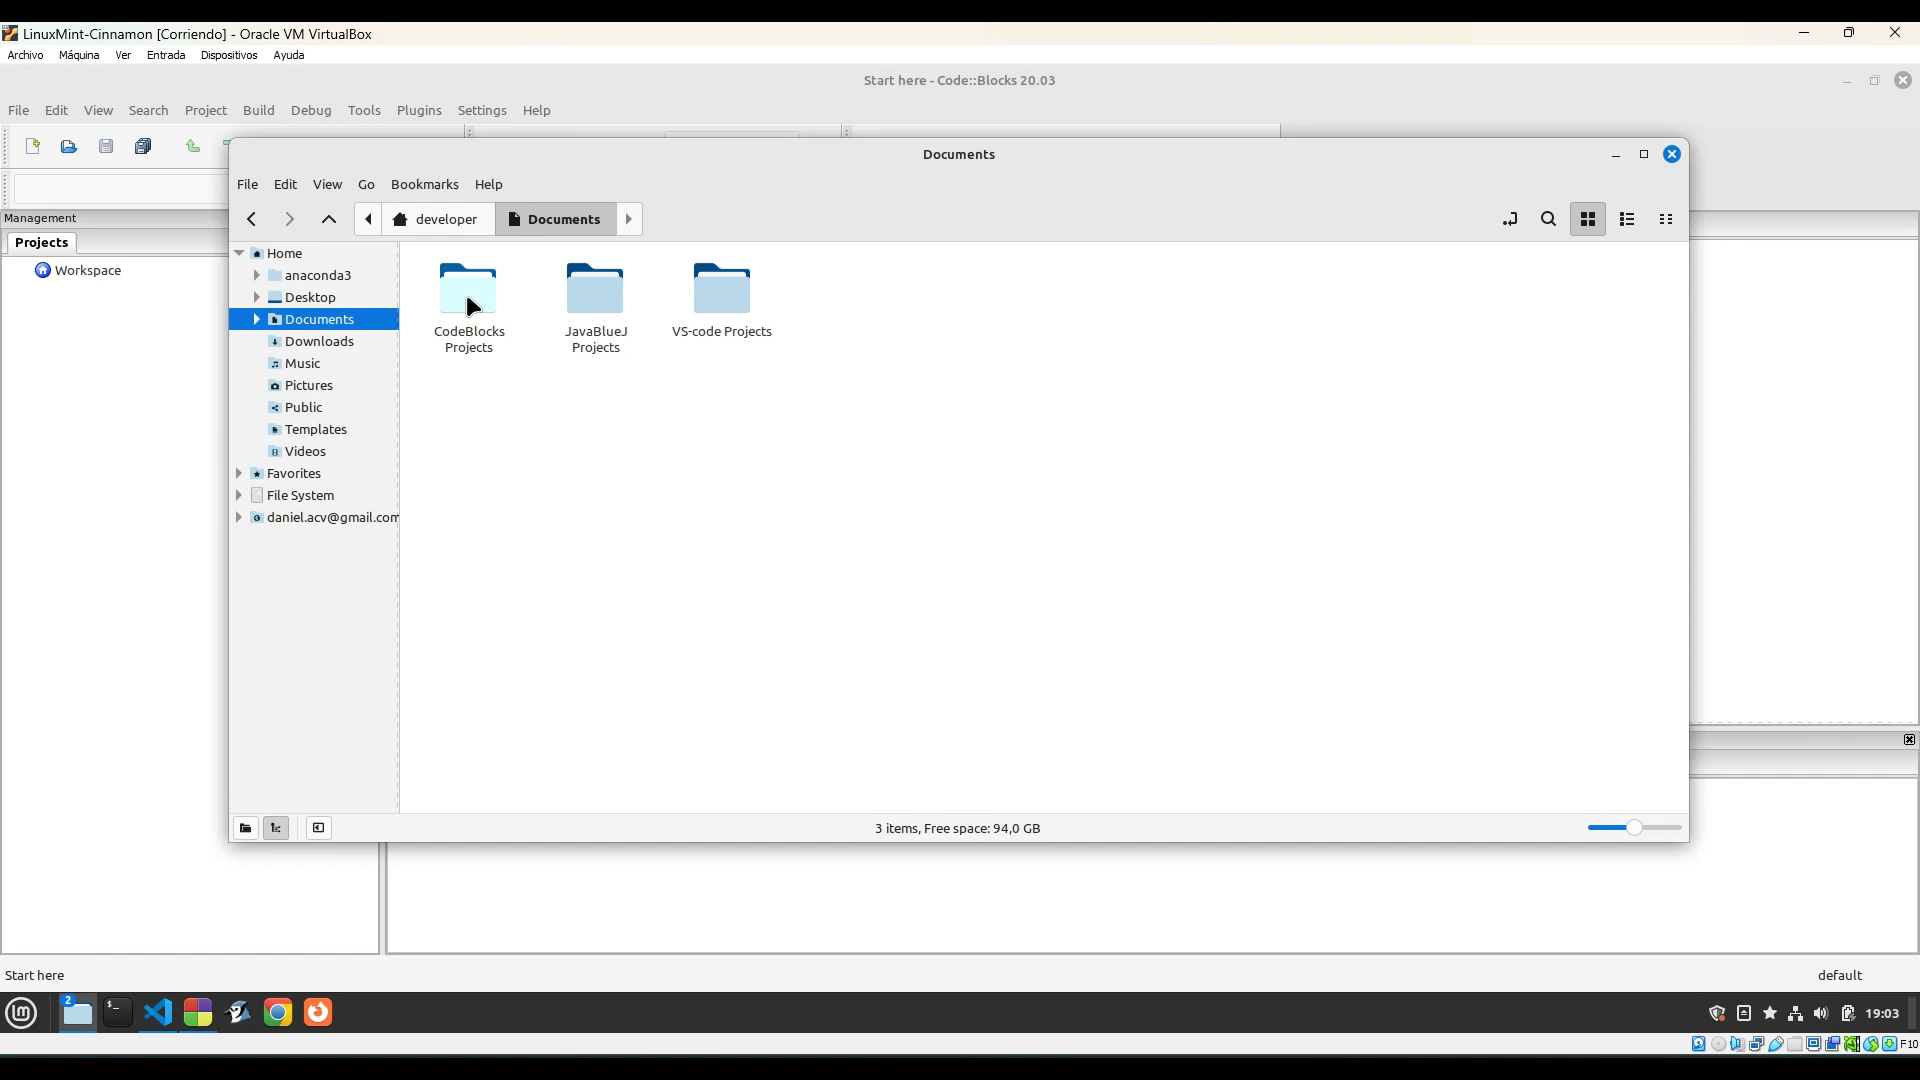 LinuxMint-Cinnamon [Corriendo] - Oracle VM VirtualBox
Archivo Máquina Ver Entrada Dispositivos Ayuda
Start here - Code::Blocks 20.03
File Edit View Search Project Build Debug Tools Plugins Settings Help
Documents
File Edit View Go Bookmarks Help
developer Documents
Management
Projects
Workspace
Home
anaconda3
Desktop
Documents
Downloads
Music
Pictures
Public
Templates
Videos
Favorites
File System
daniel.acv@gmail.com
CodeBlocks
Projects
JavaBlueJ
Projects
VS-code Projects
3 items, Free space: 94,0 GB
Start here
default
2
19:03
F10